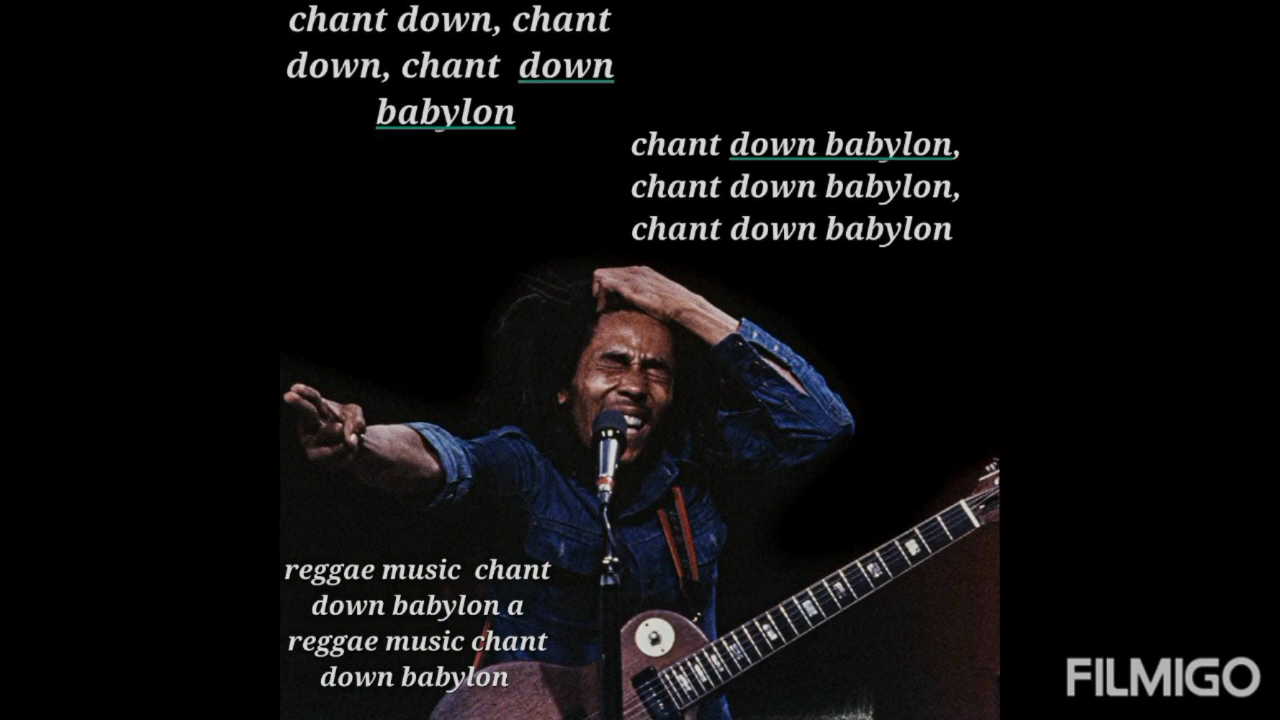 chant down, chant
down, chant down
babylon
chant down babylon,
chant down babylon,
chant down babylon
reggae music chant
down babylon a
reggae music chant
down babylon
FILMIGO